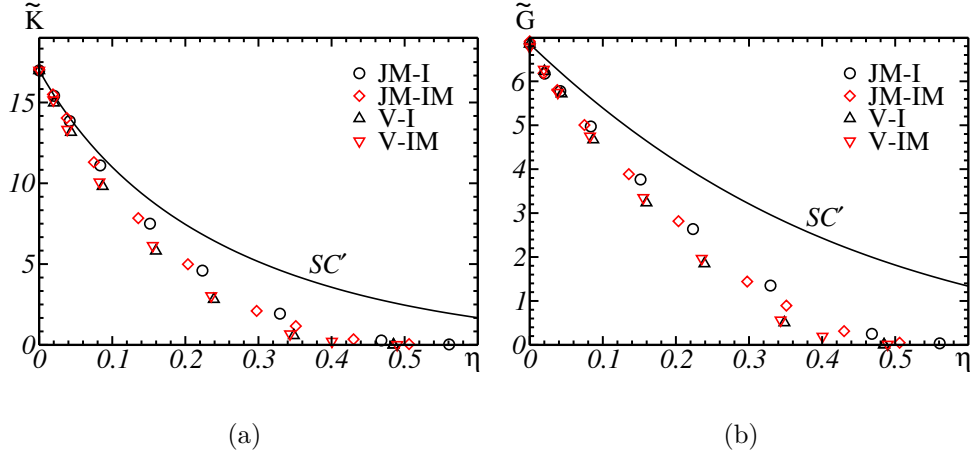 K̃
15
10
5
0
0 0.1 0.2 0.3 0.4 0.5 η
JM-I
JM-IM
V-I
V-IM
SC′
(a)
G̃
6
5
4
3
2
1
0
0 0.1 0.2 0.3 0.4 0.5 η
JM-I
JM-IM
V-I
V-IM
SC′
(b)